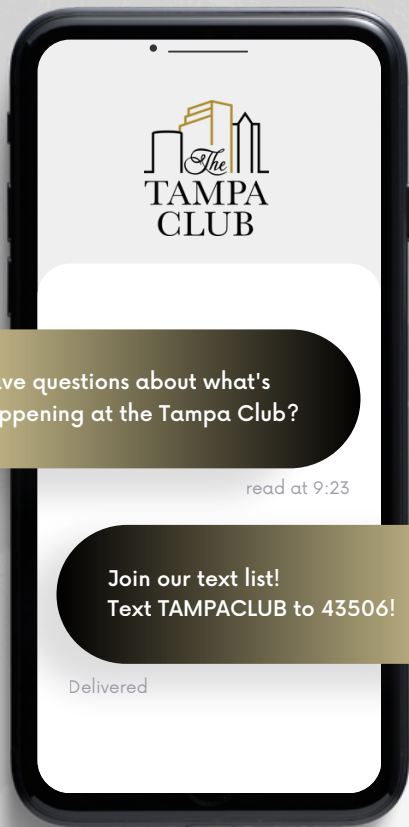 The
TAMPA
CLUB
ave questions about what's
ppening at the Tampa Club?
read at 9:23
Join our text list!
Text TAMPACLUB to 43506!
Delivered